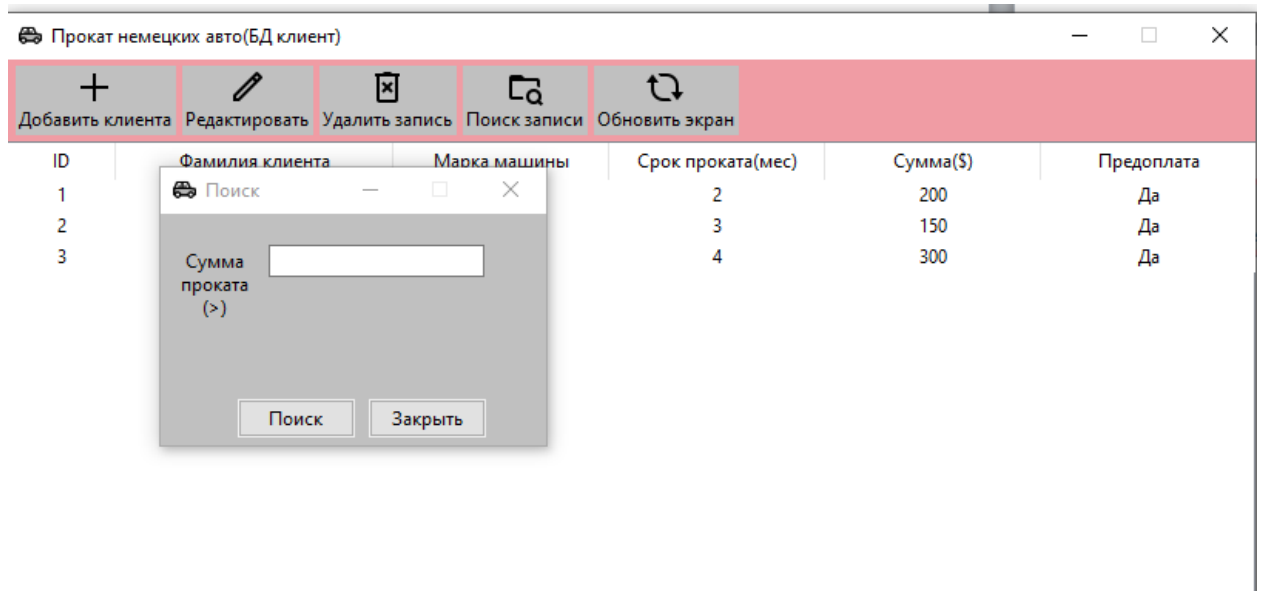 Прокат немецких авто(БД клиент)
Добавить клиента Редактировать Удалить запись Поиск записи Обновить экран
ID Фамилия клиента Марка машины Срок проката(мес) Сумма($) Предоплата
1 2 200 Да
2 3 150 Да
3 4 300 Да
Поиск
Сумма
проката
(>)
Поиск Закрыть